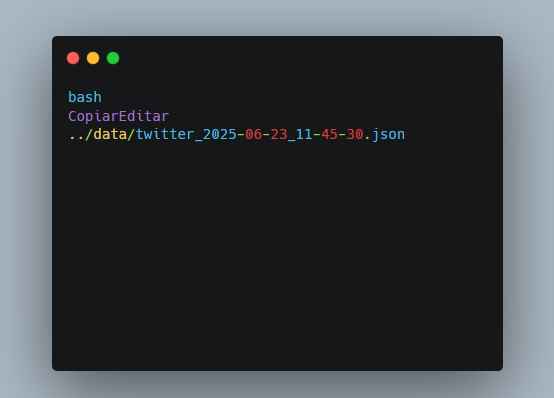 bash
CopiarEditar
../data/twitter_2025-06-23_11-45-30.json